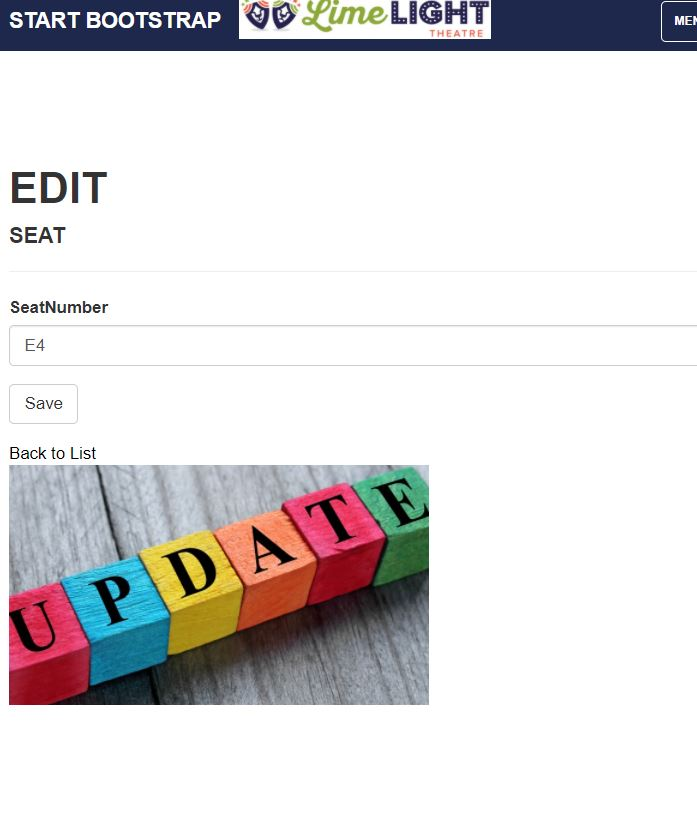 START BOOTSTRAP
Lime LIGHT
THEATRE
MEN
EDIT
SEAT
SeatNumber
E4
Save
Back to List
UPDATE